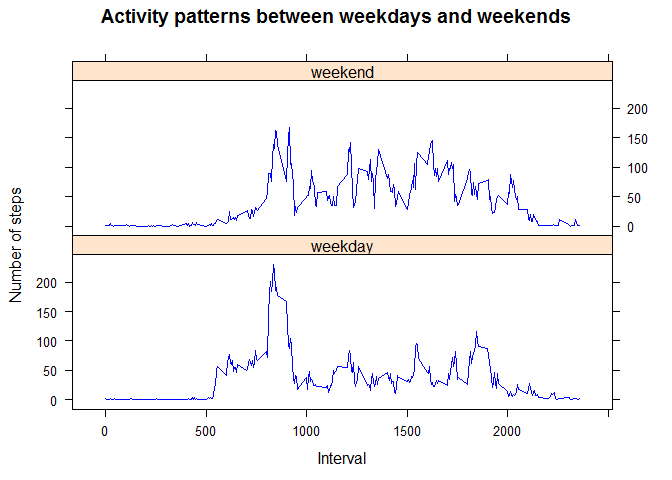 Activity patterns between weekdays and weekends
weekend
200
150
100
50
0
weekday
200
150
100
50
0
Number of steps
0 500 1000 1500 2000
Interval